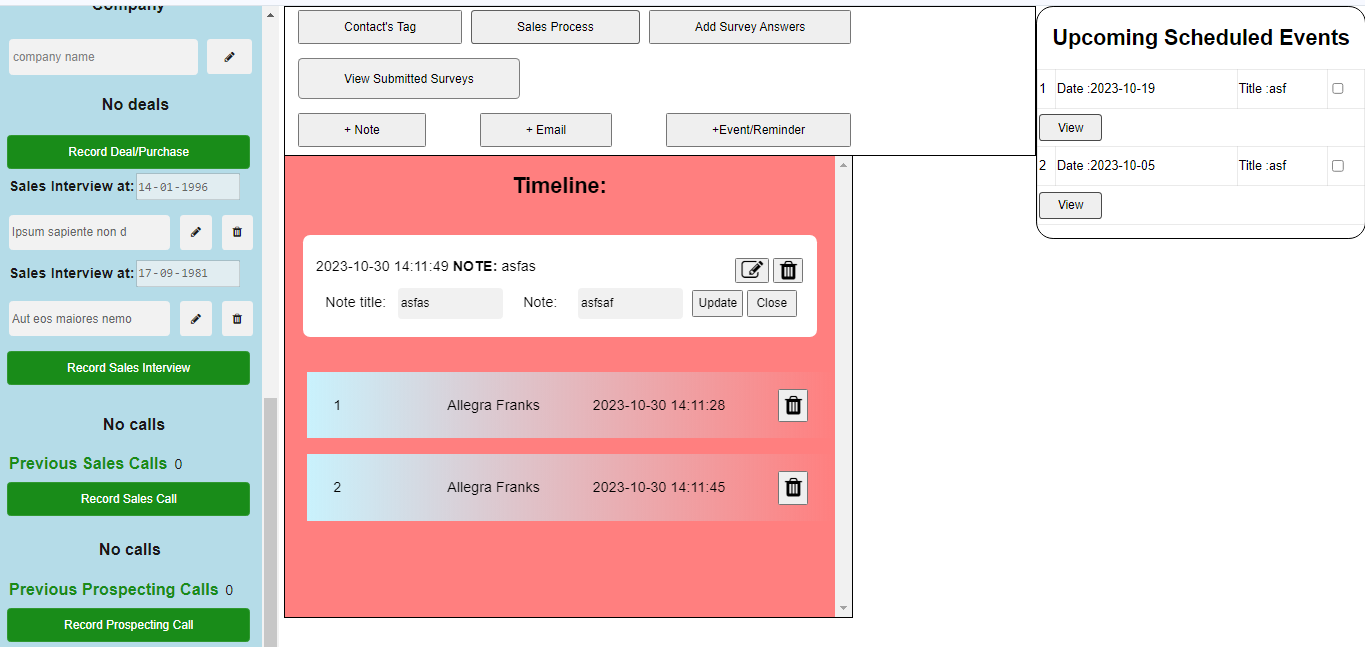 Company
company name
No deals
Record Deal/Purchase
Sales Interview at: 14-01-1996
Ipsum sapiente non d
Sales Interview at: 17-09-1981
Aut eos maiores nemo
Record Sales Interview
No calls
Previous Sales Calls 0
Record Sales Call
No calls
Previous Prospecting Calls 0
Record Prospecting Call
Contact's Tag Sales Process Add Survey Answers
View Submitted Surveys
+ Note + Email +Event/Reminder
Timeline:
2023-10-30 14:11:49 NOTE: asfas
Note title: asfas Note: asfsaf Update Close
1 Allegra Franks 2023-10-30 14:11:28
2 Allegra Franks 2023-10-30 14:11:45
Upcoming Scheduled Events
1 Date :2023-10-19 Title :asf
View
2 Date :2023-10-05 Title :asf
View